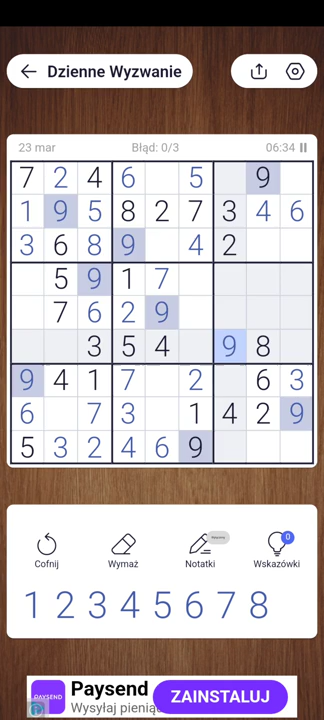 Dzienne Wyzwanie
23 mar Błąd: 0/3 06:34
7 2 4 6 5 9
1 9 5 8 2 7 3 4 6
3 6 8 9 4 2
5 9 1 7
7 6 2 9
3 5 4 9 8
9 4 1 7 2 6 3
6 7 3 1 4 2 9
5 3 2 4 6 9
0
Cofnij Wymaż Notatki Wskazówki
1 2 3 4 5 6 7 8
PAYSEND Paysend ZAINSTALUJ
Wysyłaj pienią